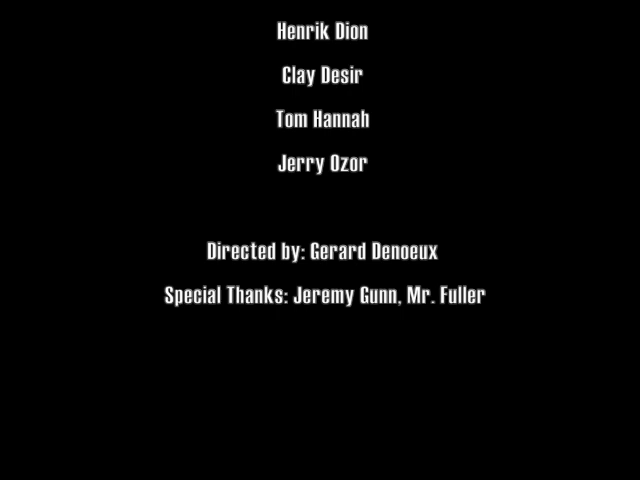 Henrik Dion
Clay Desir
Tom Hannah
Jerry Ozor
Directed by: Gerard Denoeux
Special Thanks: Jeremy Gunn, Mr. Fuller